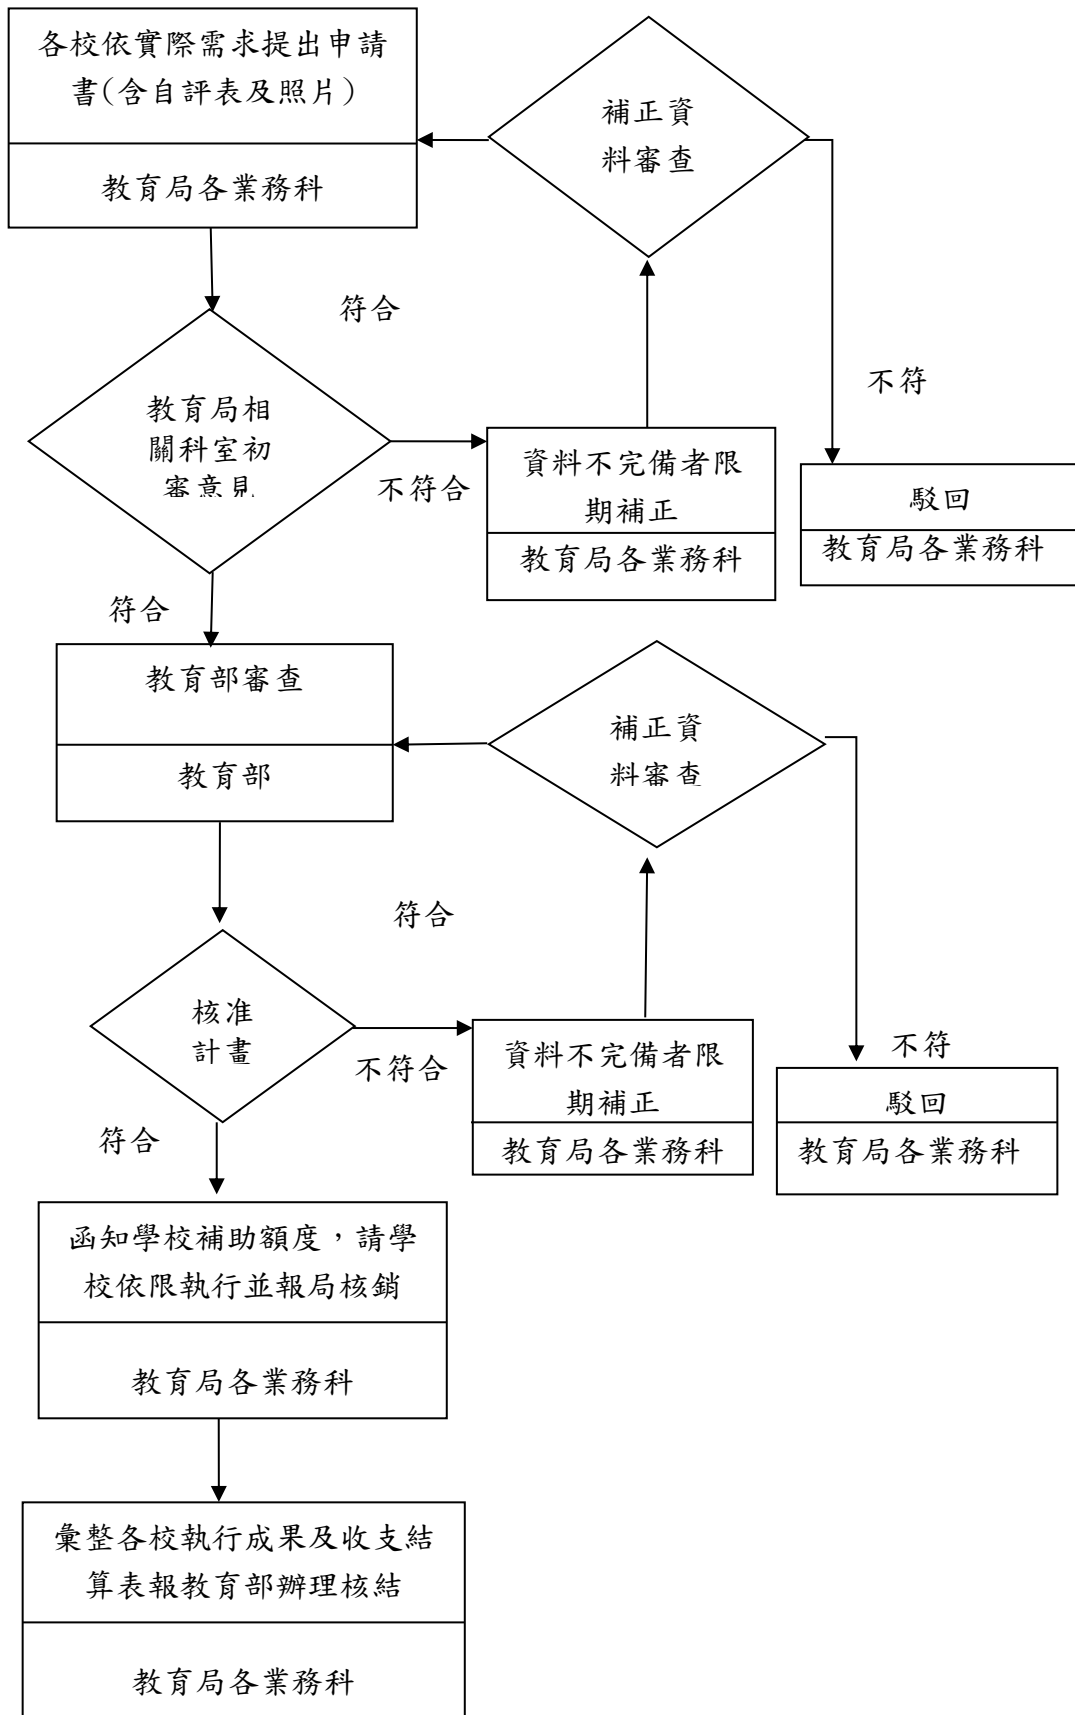 各校依實際需求提出申請
書(含自評表及照片)
教育局各業務科
補正資
料審查
符合
不符
教育局相
關科室初
審意見
不符合
資料不完備者限
期補正
教育局各業務科
駁回
教育局各業務科
符合
教育部審查
教育部
補正資
料審查
符合
核准
計畫
不符合
資料不完備者限
期補正
教育局各業務科
不符
駁回
教育局各業務科
符合
函知學校補助額度，請學
校依限執行並報局核銷
教育局各業務科
彙整各校執行成果及收支結
算表報教育部辦理核結
教育局各業務科